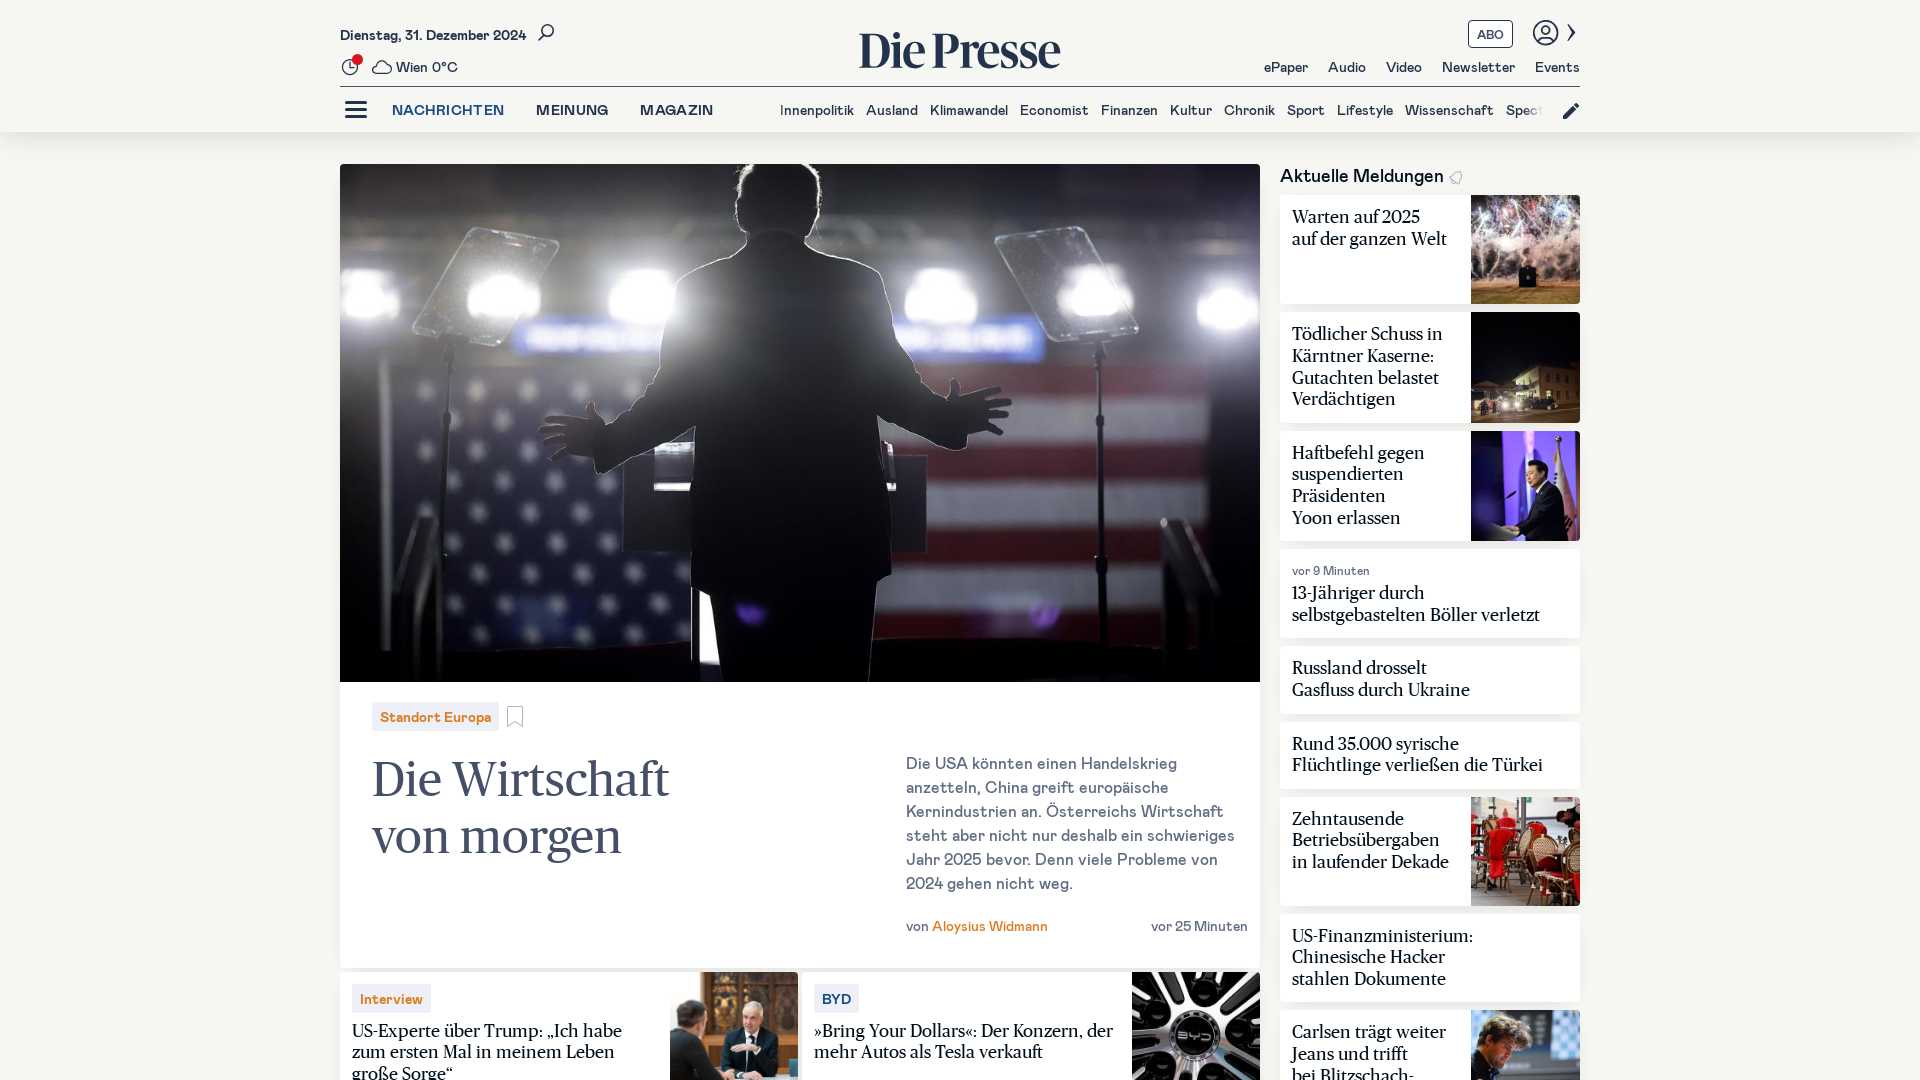 Dienstag, 31. Dezember 2024
Wien 0°C
Die Presse
ABO
ePaper Audio Video Newsletter Events
NACHRICHTEN MEINUNG MAGAZIN
Innenpolitik Ausland Klimawandel Economist Finanzen Kultur Chronik Sport Lifestyle Wissenschaft Spect
Standort Europa
Die Wirtschaft
von morgen
Die USA könnten einen Handelskrieg
anzetteln, China greift europäische
Kernindustrien an. Österreichs Wirtschaft
steht aber nicht nur deshalb ein schwieriges
Jahr 2025 bevor. Denn viele Probleme von
2024 gehen nicht weg.
von Aloysius Widmann
vor 25 Minuten
Interview
US-Experte über Trump: „Ich habe
zum ersten Mal in meinem Leben
große Sorge“
BYD
»Bring Your Dollars«: Der Konzern, der
mehr Autos als Tesla verkauft
BYD
Aktuelle Meldungen
Warten auf 2025
auf der ganzen Welt
Tödlicher Schuss in
Kärntner Kaserne:
Gutachten belastet
Verdächtigen
Haftbefehl gegen
suspendierten
Präsidenten
Yoon erlassen
vor 9 Minuten
13-Jähriger durch
selbstgebastelten Böller verletzt
Russland drosselt
Gasfluss durch Ukraine
Rund 35.000 syrische
Flüchtlinge verließen die Türkei
Zehntausende
Betriebsübergaben
in laufender Dekade
US-Finanzministerium:
Chinesische Hacker
stahlen Dokumente
Carlsen trägt weiter
Jeans und trifft
bei Blitzschach-